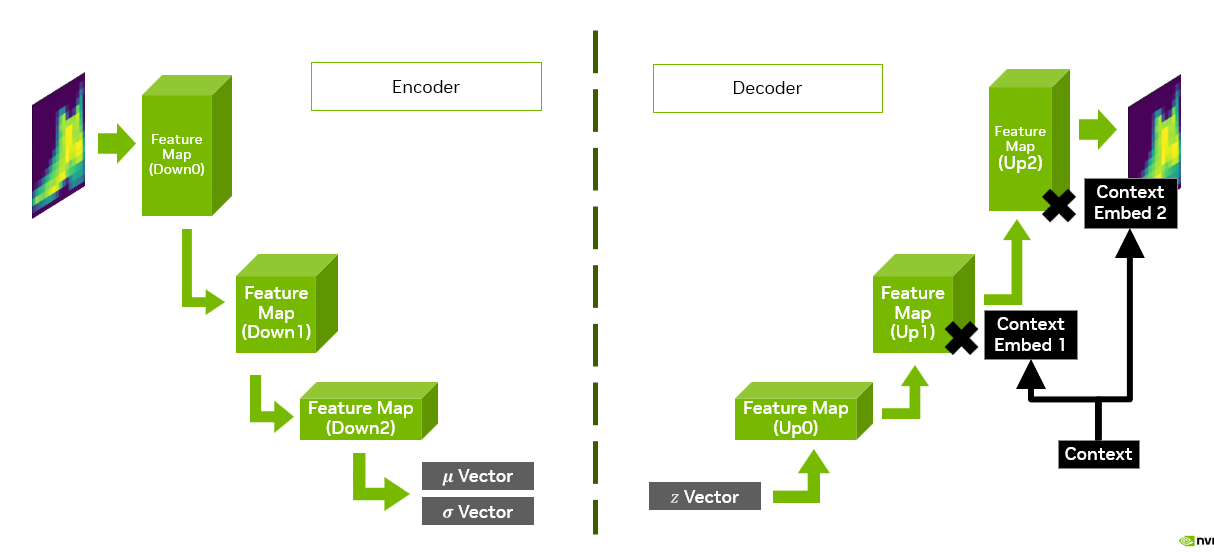 Encoder
Feature
Map
(Down0)
Feature
Map
(Down1)
Feature Map
(Down2)
μ Vector
σ Vector
Decoder
Feature
Map
(Up2)
Context
Embed 2
Feature
Map
(Up1)
Context
Embed 1
Feature Map
(Up0)
Context
z Vector